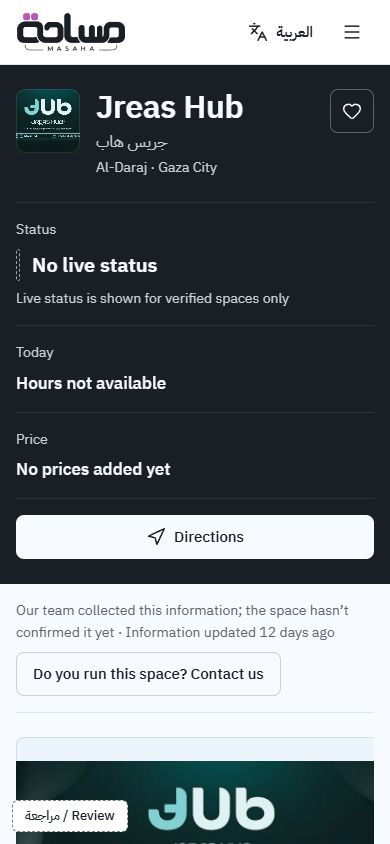 مساحة
MASAHA
العربية
Jreas Hub
جريس هاب
Al-Daraj · Gaza City
Status
No live status
Live status is shown for verified spaces only
Today
Hours not available
Price
No prices added yet
Directions
Our team collected this information; the space hasn’t
confirmed it yet · Information updated 12 days ago
Do you run this space? Contact us
مراجعة / Review